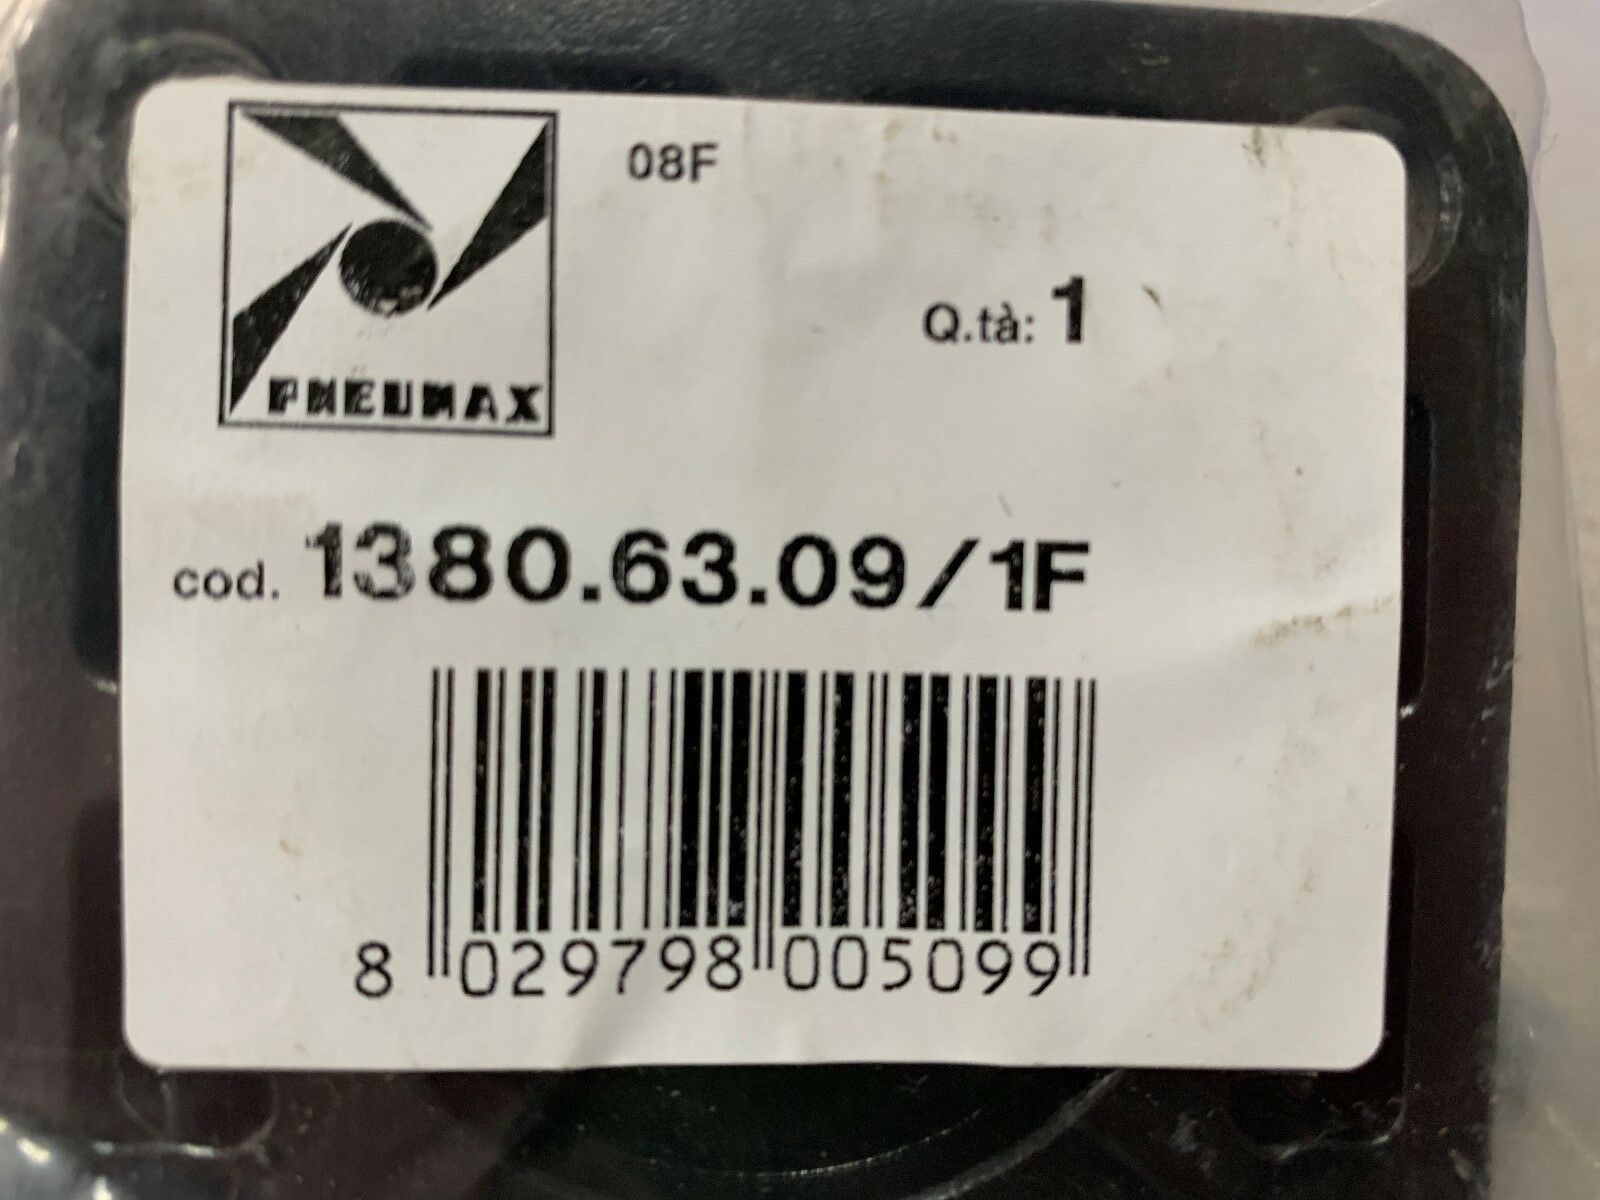 08F
Q.tà: 1
PNEUMAX
cod. 1380.63.09/1F
8 029798 005099